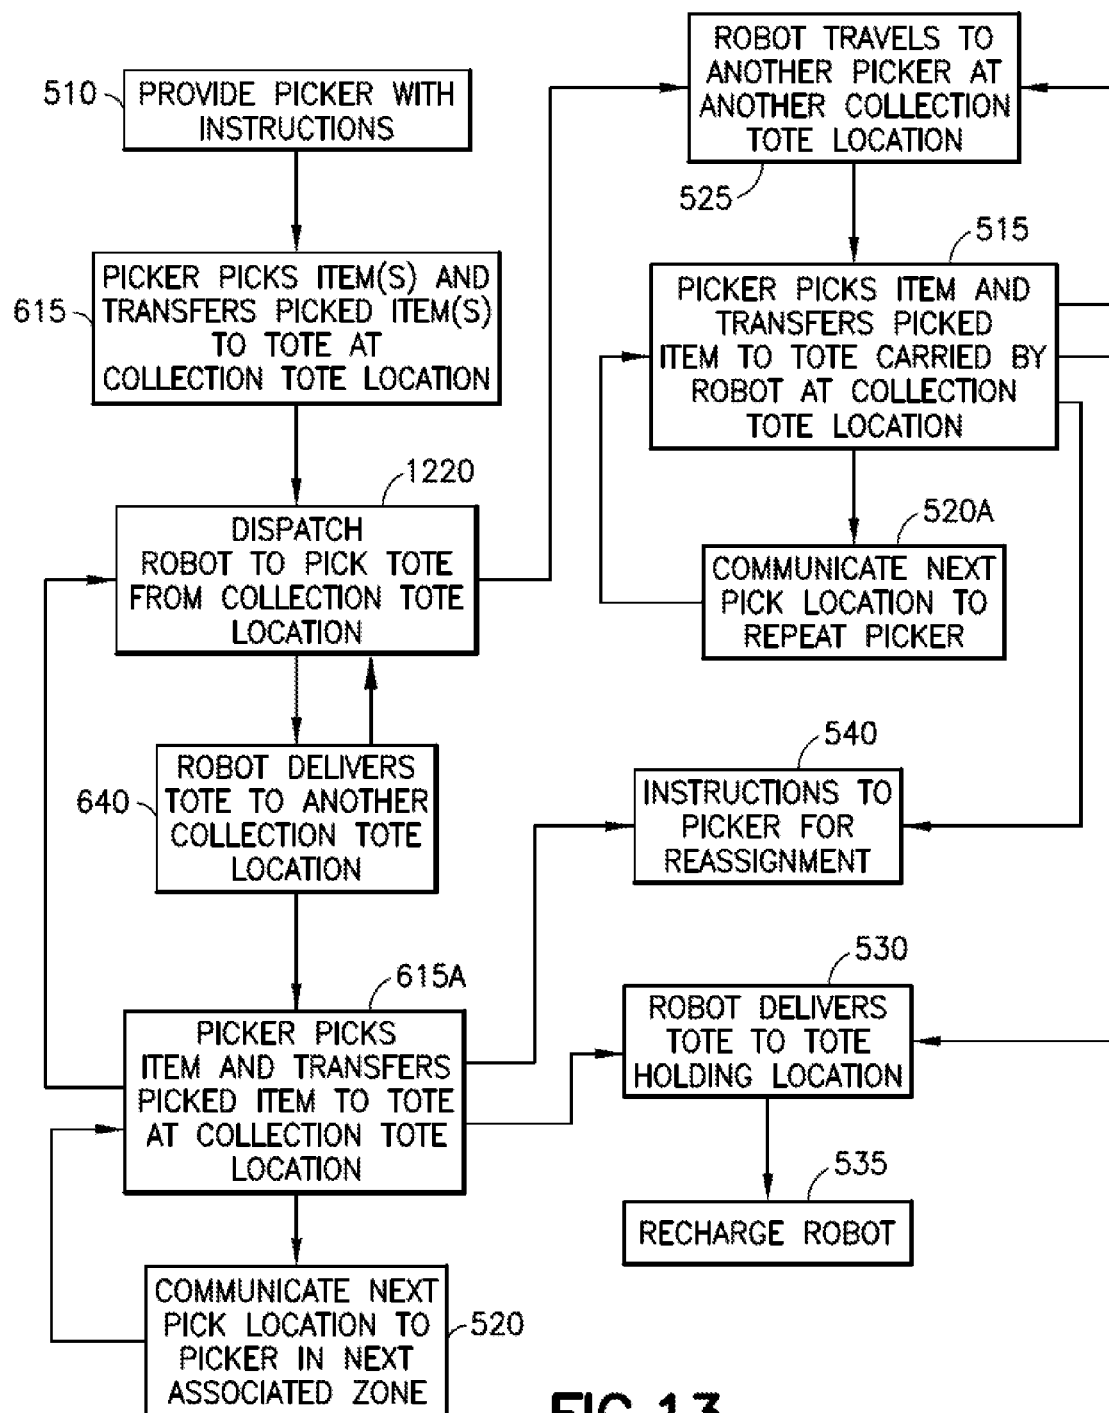 510
PROVIDE PICKER WITH
INSTRUCTIONS
615
PICKER PICKS ITEM(S) AND
TRANSFERS PICKED ITEM(S)
TO TOTE AT
COLLECTION TOTE LOCATION
1220
DISPATCH
ROBOT TO PICK TOTE
FROM COLLECTION TOTE
LOCATION
640
ROBOT DELIVERS
TOTE TO ANOTHER
COLLECTION TOTE
LOCATION
615A
PICKER PICKS
ITEM AND TRANSFERS
PICKED ITEM TO TOTE
AT COLLECTION TOTE
LOCATION
COMMUNICATE NEXT
PICK LOCATION TO
PICKER IN NEXT
ASSOCIATED ZONE
520
ROBOT TRAVELS TO
ANOTHER PICKER AT
ANOTHER COLLECTION
TOTE LOCATION
525
515
PICKER PICKS ITEM AND
TRANSFERS PICKED
ITEM TO TOTE CARRIED BY
ROBOT AT COLLECTION
TOTE LOCATION
520A
COMMUNICATE NEXT
PICK LOCATION TO
REPEAT PICKER
540
INSTRUCTIONS TO
PICKER FOR
REASSIGNMENT
530
ROBOT DELIVERS
TOTE TO TOTE
HOLDING LOCATION
535
RECHARGE ROBOT
FIG.13